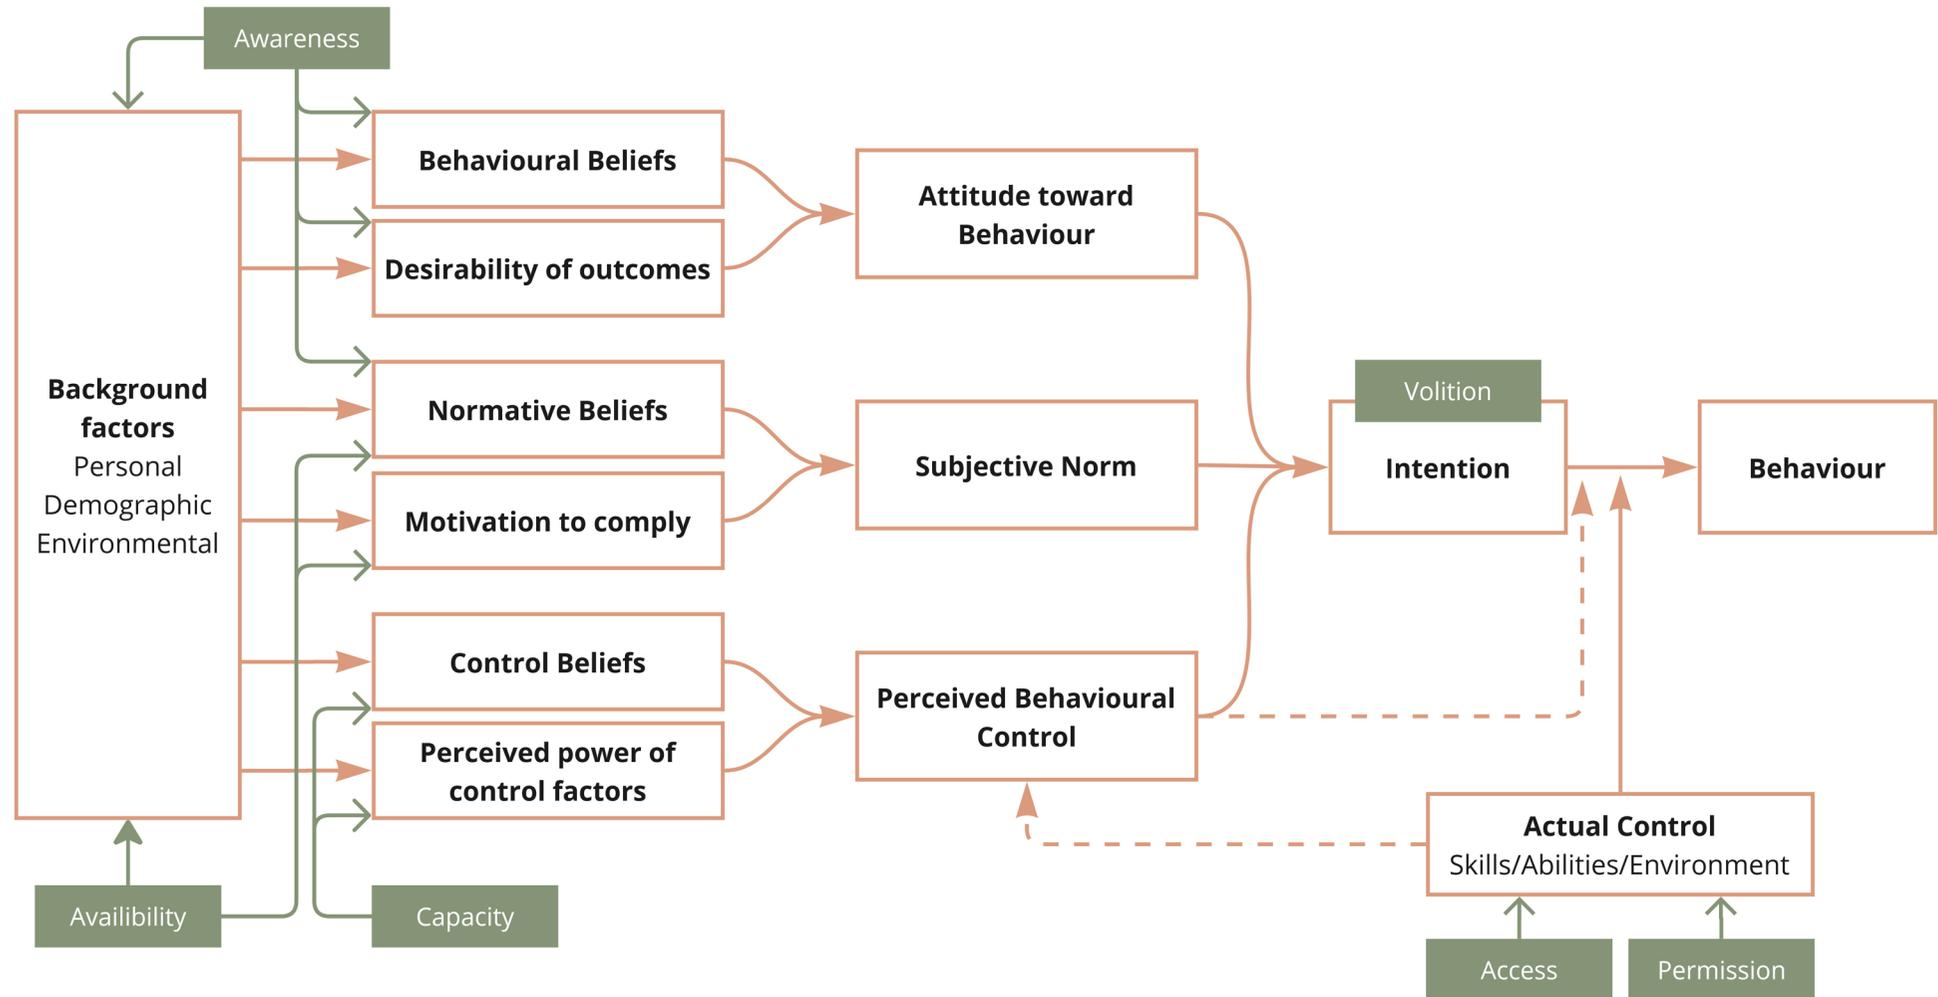 Awareness
Background
factors
Personal
Demographic
Environmental
Behavioural Beliefs
Desirability of outcomes
Normative Beliefs
Motivation to comply
Control Beliefs
Perceived power of
control factors
Attitude toward
Behaviour
Subjective Norm
Perceived Behavioural
Control
Volition
Intention
Behaviour
Actual Control
Skills/Abilities/Environment
Availibility
Capacity
Access
Permission